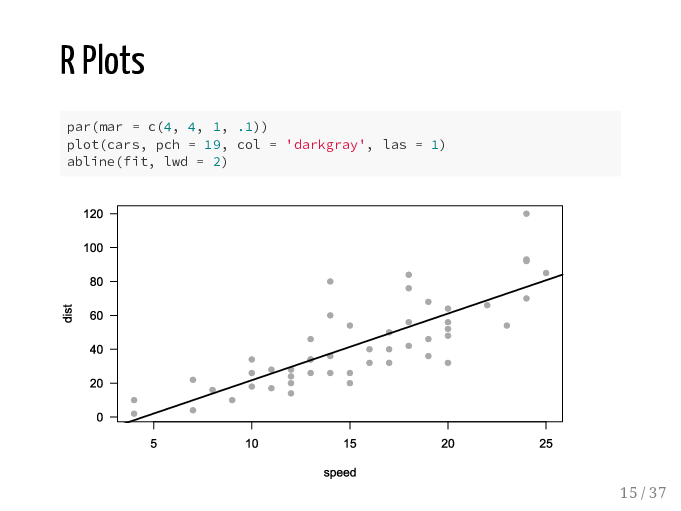 R Plots
par(mar = c(4, 4, 1, .1))
plot(cars, pch = 19, col = 'darkgray', las = 1)
abline(fit, lwd = 2)
120
100
80
60
40
20
0
dist
5 10 15 20 25
speed
15 / 37